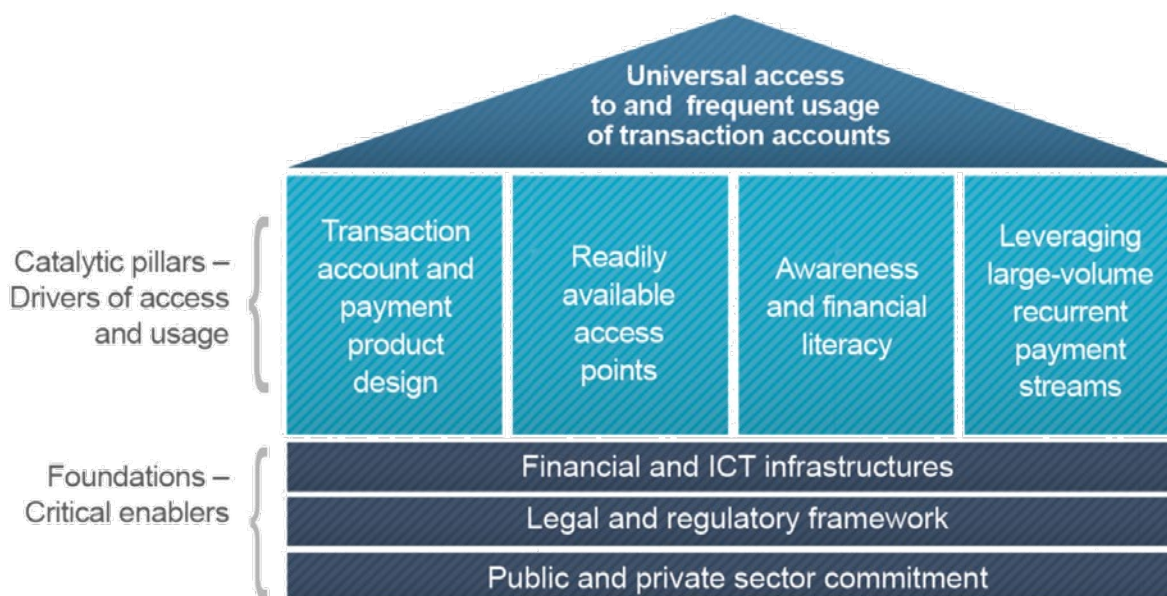 Universal access
to and frequent usage
of transaction accounts
Catalytic pillars –
Drivers of access
and usage
Transaction
account and
payment
product
design
Readily
available
access
points
Awareness
and financial
literacy
Leveraging
large-volume
recurrent
payment
streams
Foundations –
Critical enablers
Financial and ICT infrastructures
Legal and regulatory framework
Public and private sector commitment